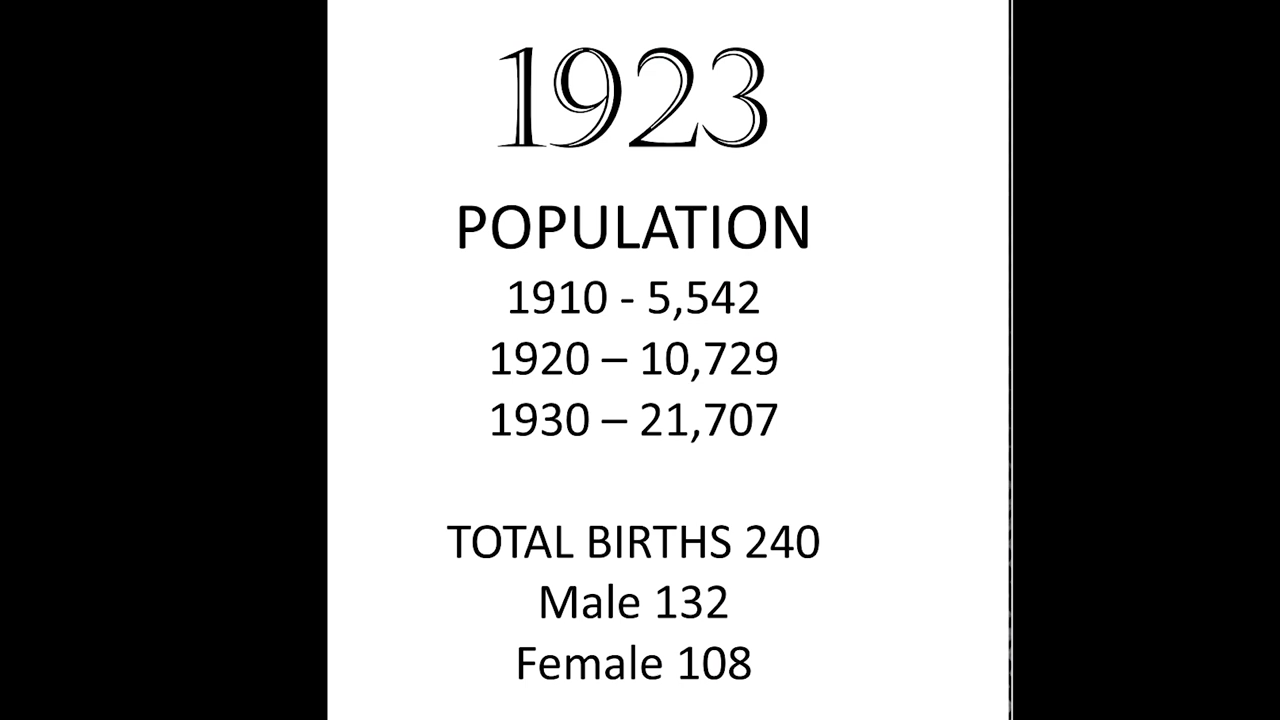 1923
POPULATION
1910 - 5,542
1920 – 10,729
1930 – 21,707
TOTAL BIRTHS 240
Male 132
Female 108